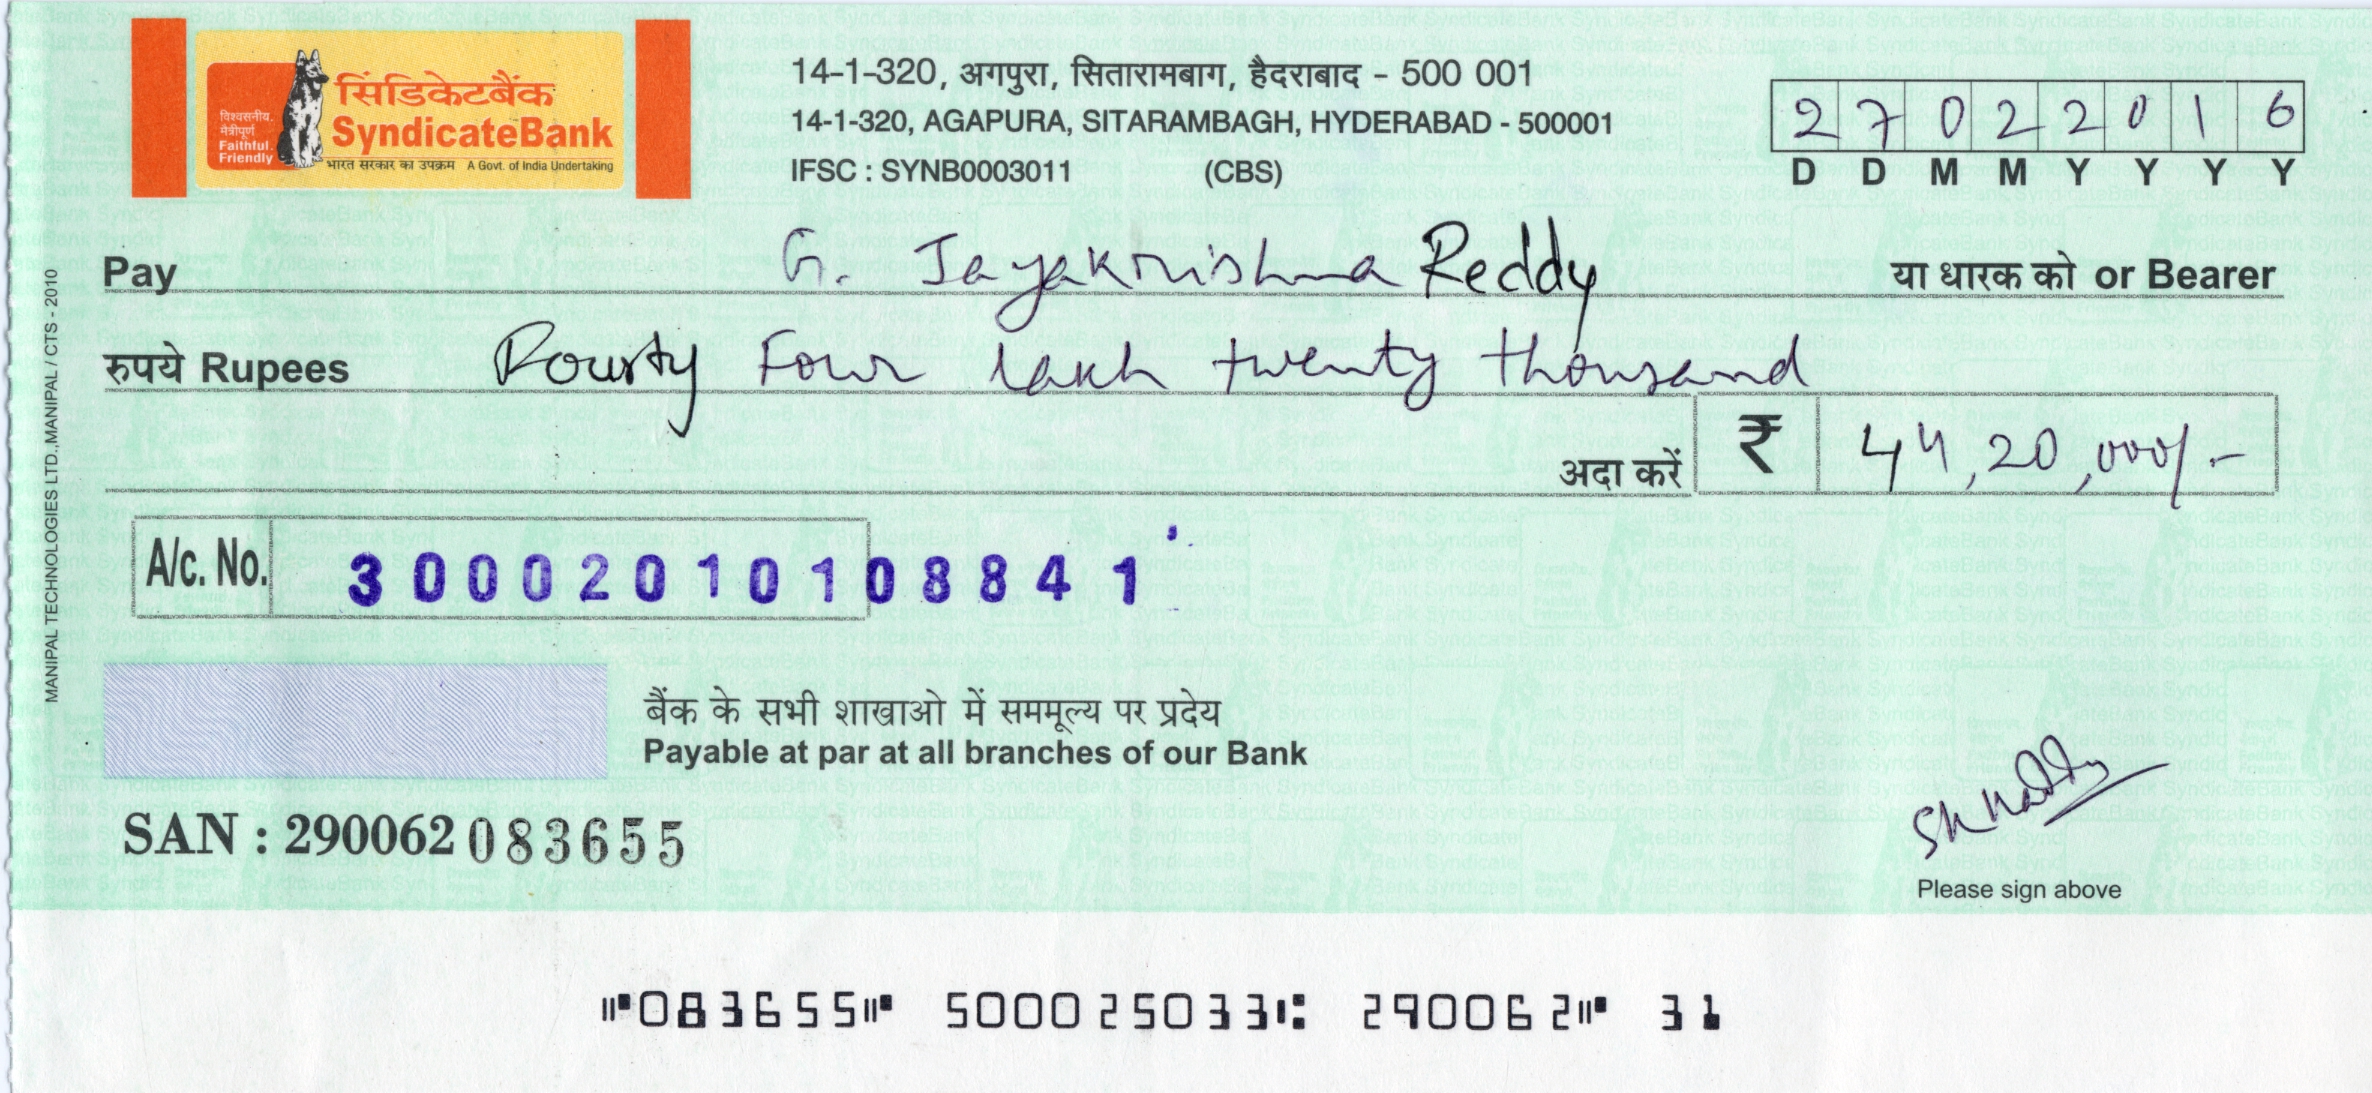 सिंडिकेटबैंक
SyndicateBank
विश्वसनीय.
मैत्रीपूर्ण
Faithful.
Friendly
भारत सरकार का उपक्रम A Govt. of India Undertaking
14-1-320, अगपुरा, सितारामबाग, हैदराबाद - 500 001
14-1-320, AGAPURA, SITARAMBAGH, HYDERABAD - 500001
IFSC : SYNB0003011 (CBS)
2 7 0 2 2 0 1 6
D D M M Y Y Y Y
Pay G. Jayakrishna Reddy या धारक को or Bearer
रुपये Rupees Fourty Four lakh twenty thousand
अदा करें ₹ 44,20,000/-
A/c. No. 30002010108841
बैंक के सभी शाखाओ में सममूल्य पर प्रदेय
Payable at par at all branches of our Bank
SAN : 290062 083655
Please sign above
MANIPAL TECHNOLOGIES LTD.,MANIPAL / CTS - 2010
⑈083655⑈ 500025033⑆ 290062⑈ 31